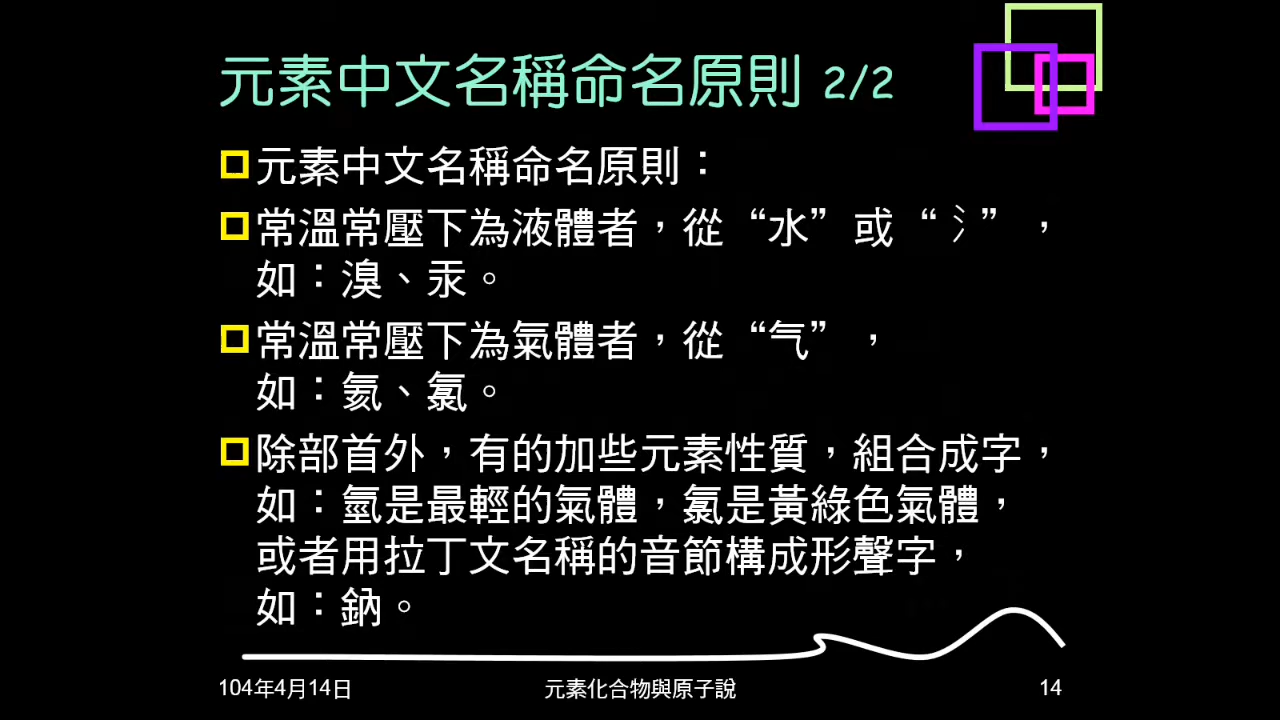 元素中文名稱命名原則 2/2
元素中文名稱命名原則：
常溫常壓下為液體者，從“水”或“氵”，
如：溴、汞。
常溫常壓下為氣體者，從“气”，
如：氦、氯。
除部首外，有的加些元素性質，組合成字，
如：氫是最輕的氣體，氯是黃綠色氣體，
或者用拉丁文名稱的音節構成形聲字，
如：鈉。
104年4月14日
元素化合物與原子說
14